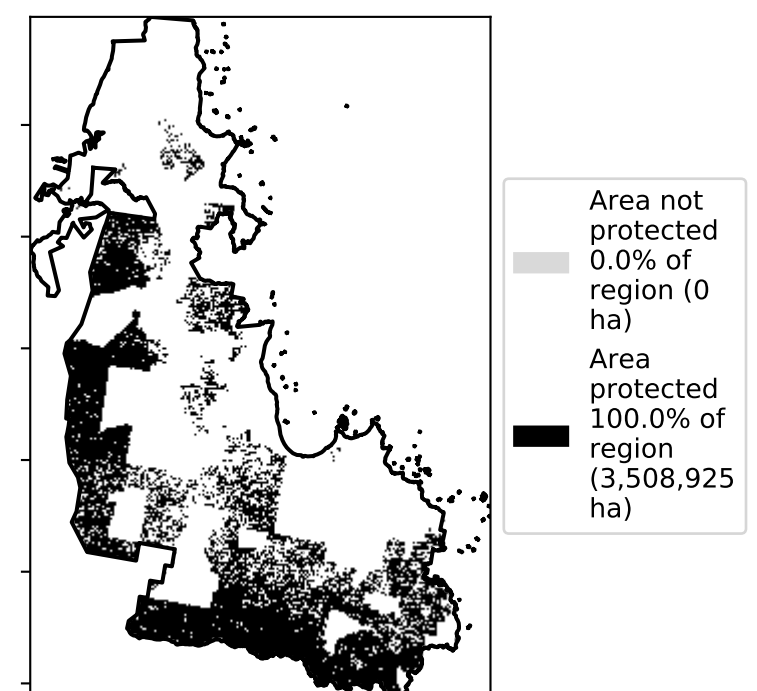 Area not
protected
0.0% of
region (0
ha)
Area
protected
100.0% of
region
(3,508,925
ha)